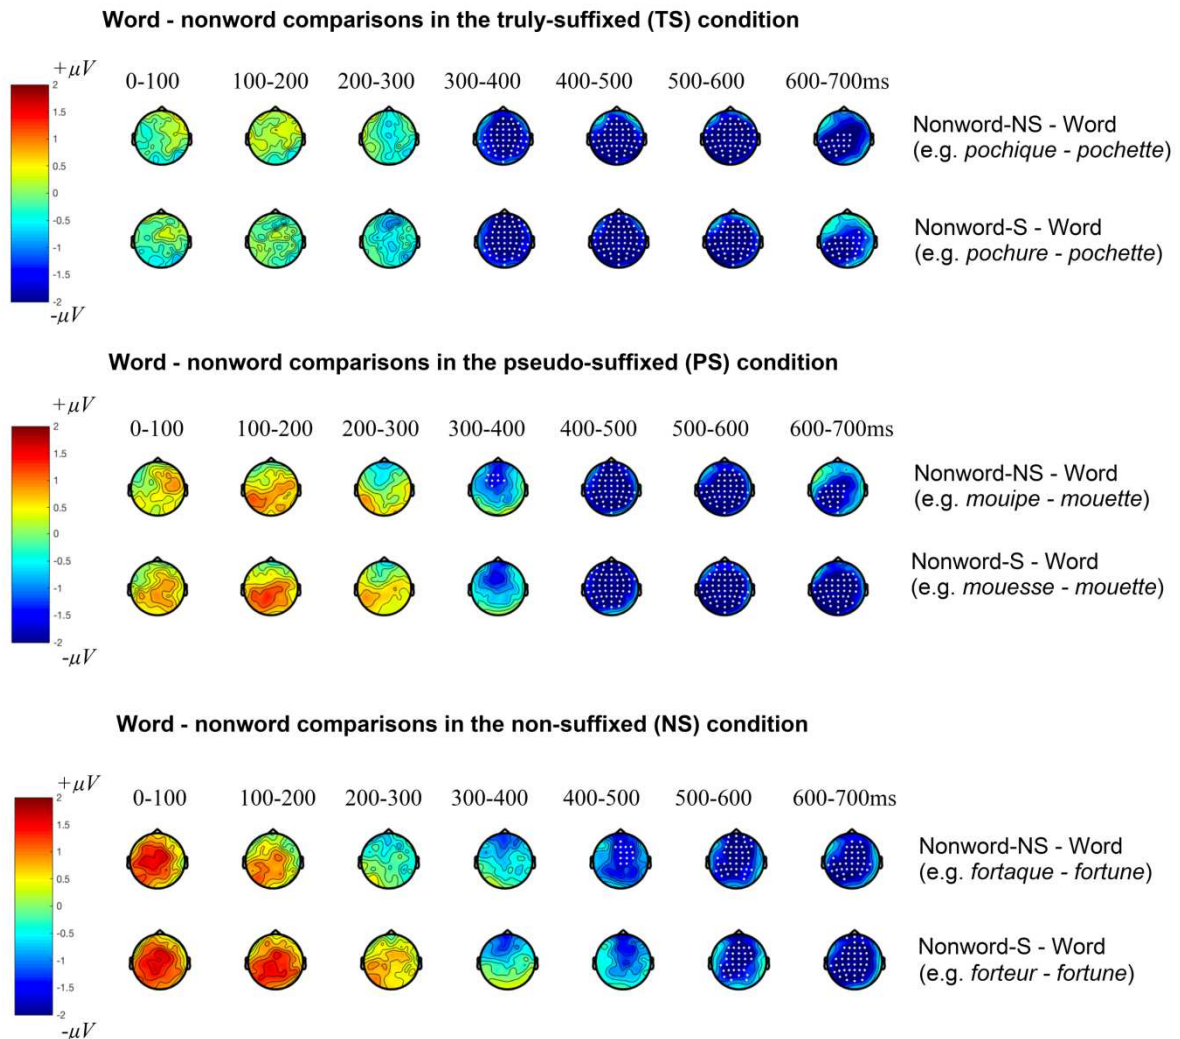 Word - nonword comparisons in the truly-suffixed (TS) condition
+μV
0-100 100-200 200-300 300-400 400-500 500-600 600-700ms
2
1.5
1
0.5
0
-0.5
-1
-1.5
-2
-μV
Nonword-NS - Word
(e.g. pochique - pochette)
Nonword-S - Word
(e.g. pochure - pochette)
Word - nonword comparisons in the pseudo-suffixed (PS) condition
+μV
0-100 100-200 200-300 300-400 400-500 500-600 600-700ms
2
1.5
1
0.5
0
-0.5
-1
-1.5
-2
-μV
Nonword-NS - Word
(e.g. mouipe - mouette)
Nonword-S - Word
(e.g. mouesse - mouette)
Word - nonword comparisons in the non-suffixed (NS) condition
+μV
0-100 100-200 200-300 300-400 400-500 500-600 600-700ms
2
1.5
1
0.5
0
-0.5
-1
-1.5
-2
-μV
Nonword-NS - Word
(e.g. fortaque - fortune)
Nonword-S - Word
(e.g. forteur - fortune)